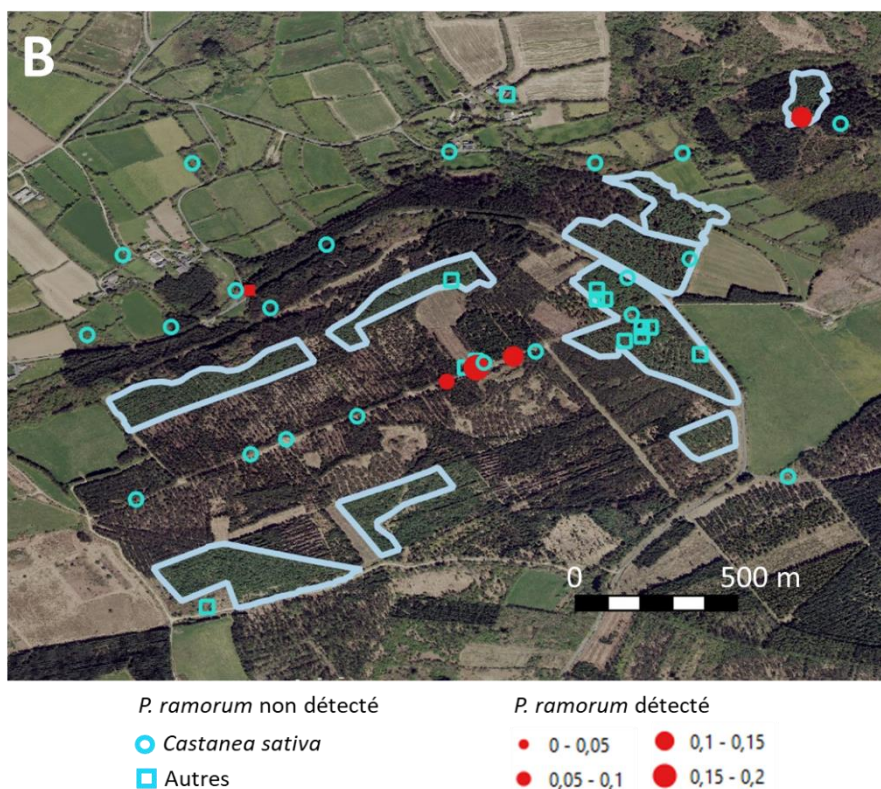 B
0 500 m
P. ramorum non détecté
Castanea sativa
Autres
P. ramorum détecté
0 - 0,05
0,05 - 0,1
0,1 - 0,15
0,15 - 0,2